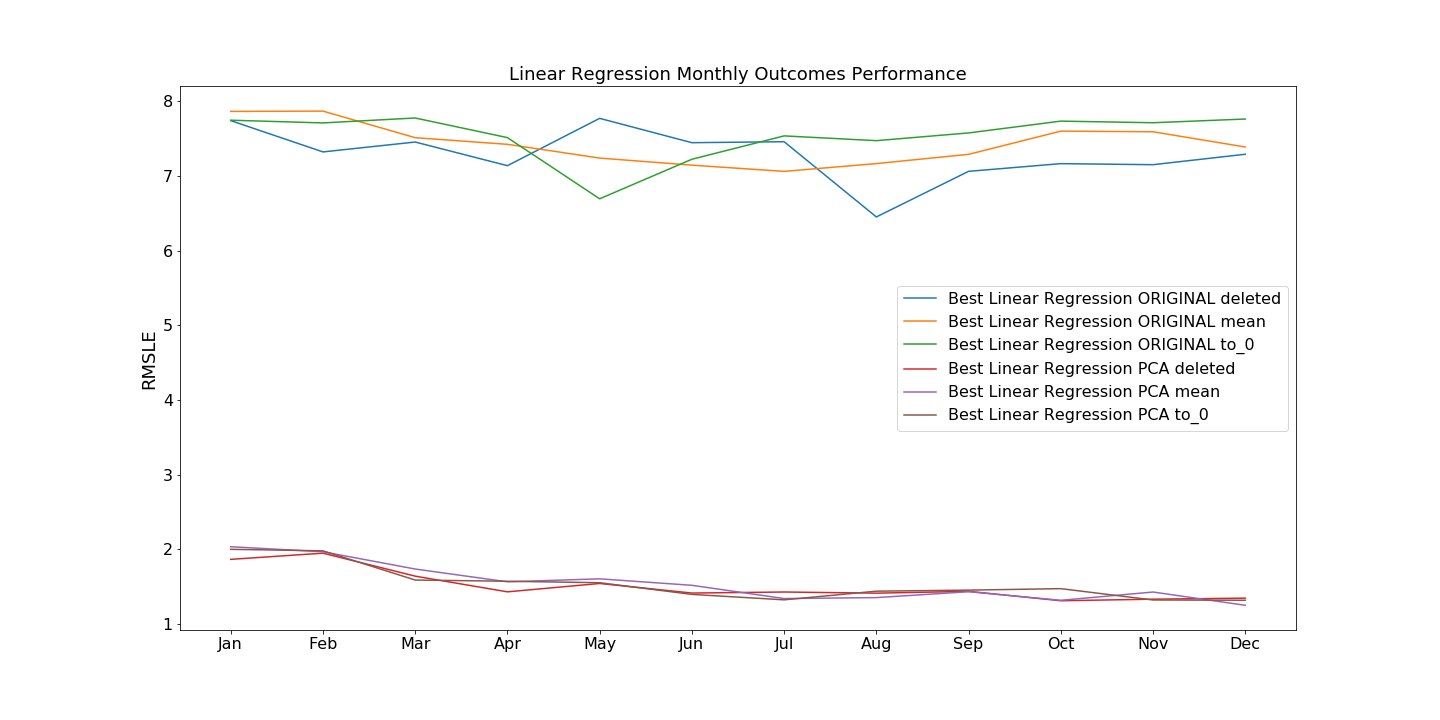 Linear Regression Monthly Outcomes Performance
8
7
6
5
4
3
2
1
RMSLE
Best Linear Regression ORIGINAL deleted
Best Linear Regression ORIGINAL mean
Best Linear Regression ORIGINAL to_0
Best Linear Regression PCA deleted
Best Linear Regression PCA mean
Best Linear Regression PCA to_0
Jan Feb Mar Apr May Jun Jul Aug Sep Oct Nov Dec